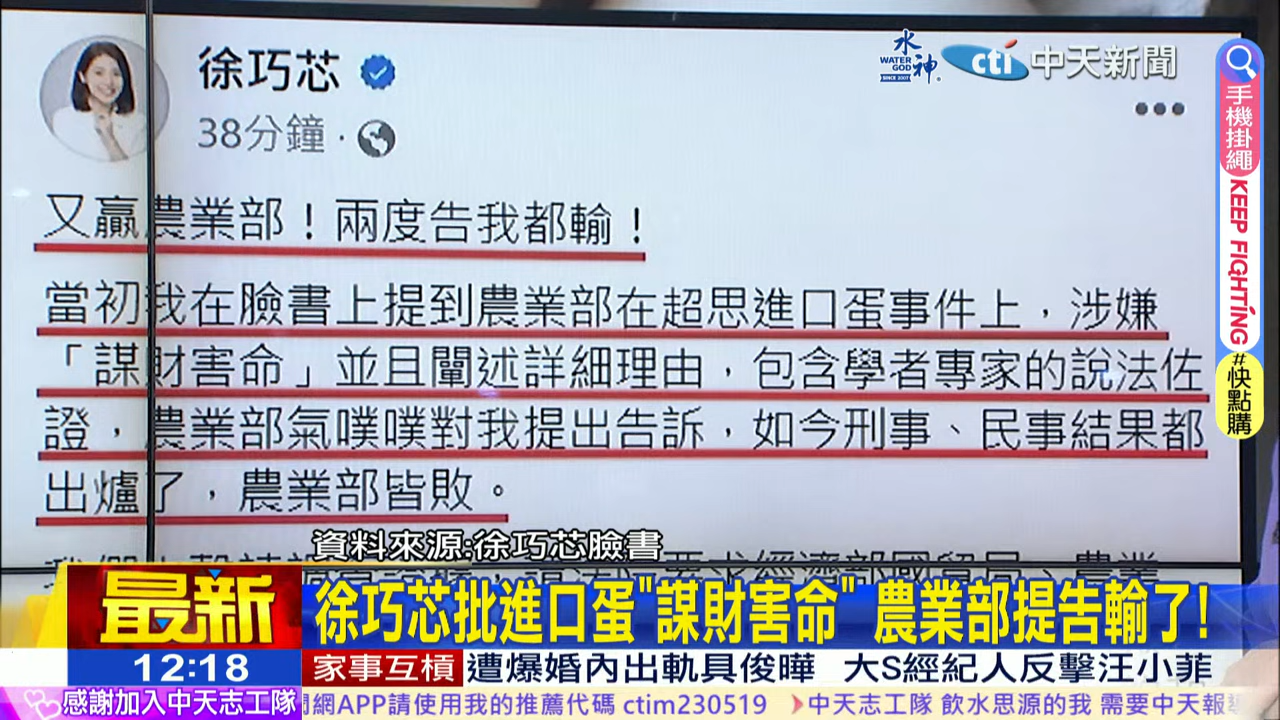 徐巧芯
38分鐘
又贏農業部！兩度告我都輸！
當初我在臉書上提到農業部在超思進口蛋事件上，涉嫌
「謀財害命」並且闡述詳細理由，包含學者專家的說法佐
證，農業部氣噗噗對我提出告訴，如今刑事、民事結果都
出爐了，農業部皆敗。
水神
WATER GOD
SINCE 2007
cti 中天新聞
手機掛繩
KEEP FIGHTING
#快點購
資料來源:徐巧芯臉書
最新
徐巧芯批進口蛋"謀財害命" 農業部提告輸了!
12:18
家事互槓 遭爆婚內出軌具俊曄 大S經紀人反擊汪小菲
感謝加入中天志工隊
網APP請使用我的推薦代碼 ctim230519 中天志工隊 飲水思源的我 需要中天報